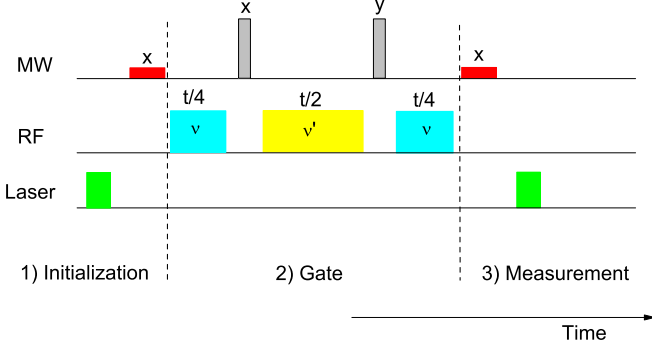 x y
MW x x
t/4 t/2 t/4
RF ν ν' ν
Laser
1) Initialization 2) Gate 3) Measurement
Time